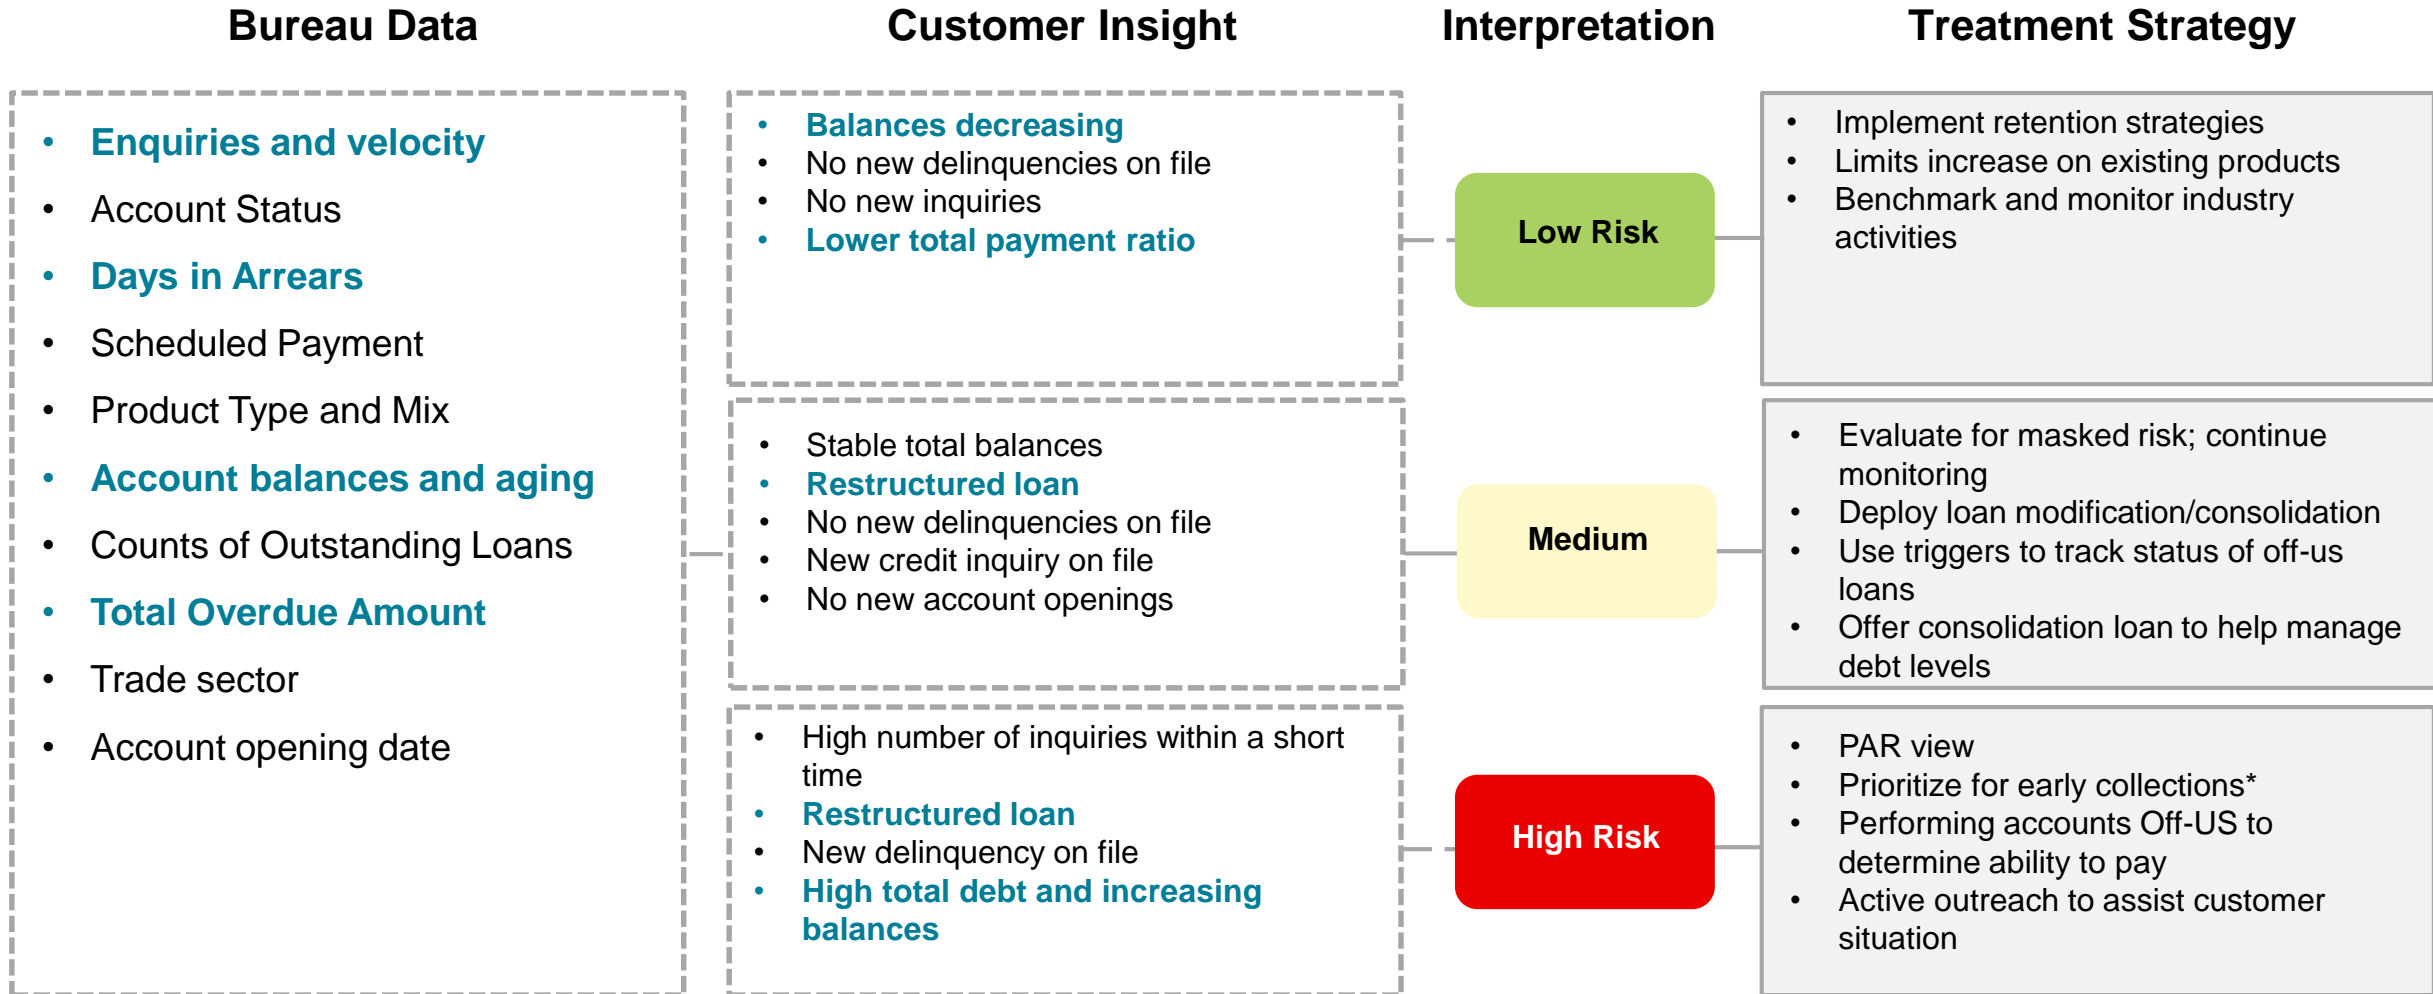 Bureau Data
Customer Insight
Interpretation
Treatment Strategy
• Enquiries and velocity
• Account Status
• Days in Arrears
• Scheduled Payment
• Product Type and Mix
• Account balances and aging
• Counts of Outstanding Loans
• Total Overdue Amount
• Trade sector
• Account opening date
• Balances decreasing
• No new delinquencies on file
• No new inquiries
• Lower total payment ratio
Low Risk
• Implement retention strategies
• Limits increase on existing products
• Benchmark and monitor industry
activities
• Stable total balances
• Restructured loan
• No new delinquencies on file
• New credit inquiry on file
• No new account openings
Medium
• Evaluate for masked risk; continue
monitoring
• Deploy loan modification/consolidation
• Use triggers to track status of off-us
loans
• Offer consolidation loan to help manage
debt levels
• High number of inquiries within a short
time
• Restructured loan
• New delinquency on file
• High total debt and increasing
balances
High Risk
• PAR view
• Prioritize for early collections*
• Performing accounts Off-US to
determine ability to pay
• Active outreach to assist customer
situation